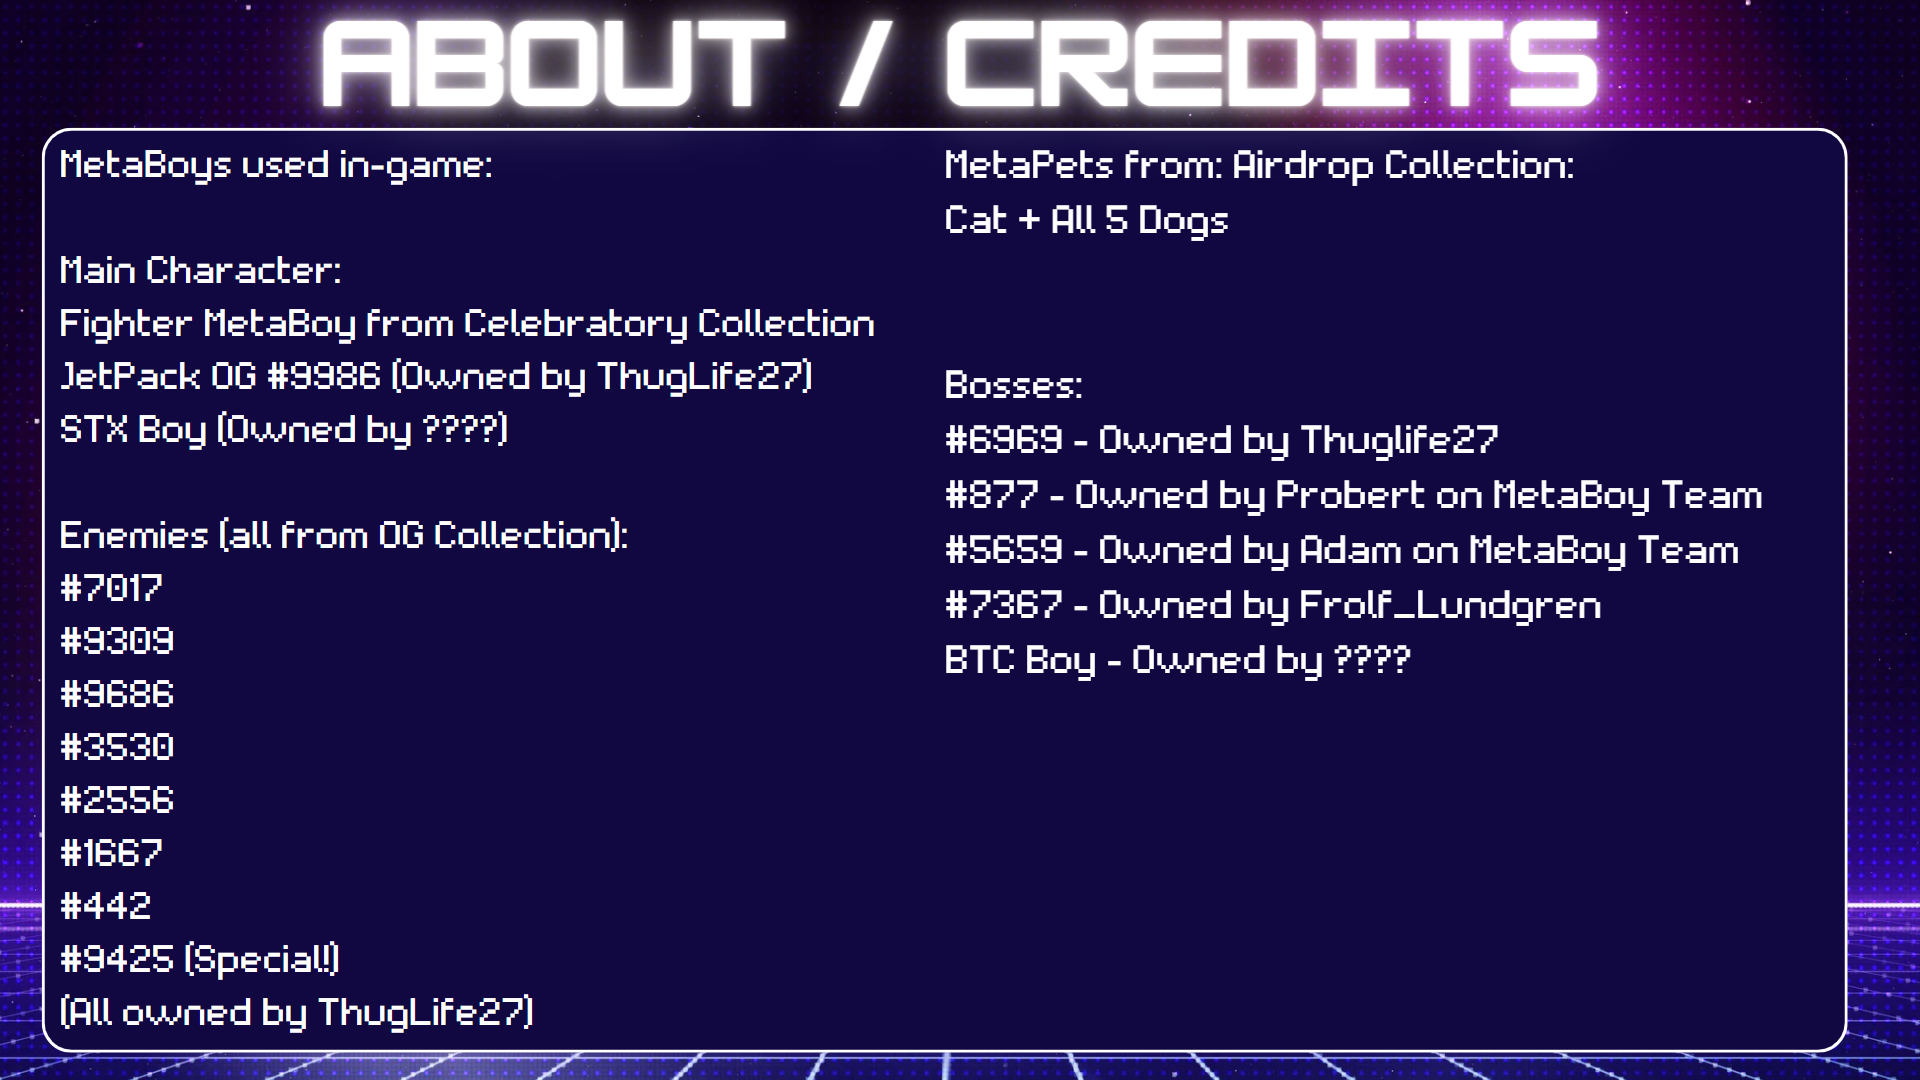 ABOUT / CREDITS
MetaBoys used in-game:
Main Character:
Fighter MetaBoy from Celebratory Collection
JetPack OG #9986 (Owned by ThugLife27)
STX Boy (Owned by ????)
Enemies (all from OG Collection):
#7017
#9309
#9686
#3530
#2556
#1667
#442
#9425 (Special!)
(All owned by ThugLife27)
MetaPets from: Airdrop Collection:
Cat + All 5 Dogs
Bosses:
#6969 - Owned by Thuglife27
#877 - Owned by Probert on MetaBoy Team
#5659 - Owned by Adam on MetaBoy Team
#7367 - Owned by Frolf_Lundgren
BTC Boy - Owned by ????